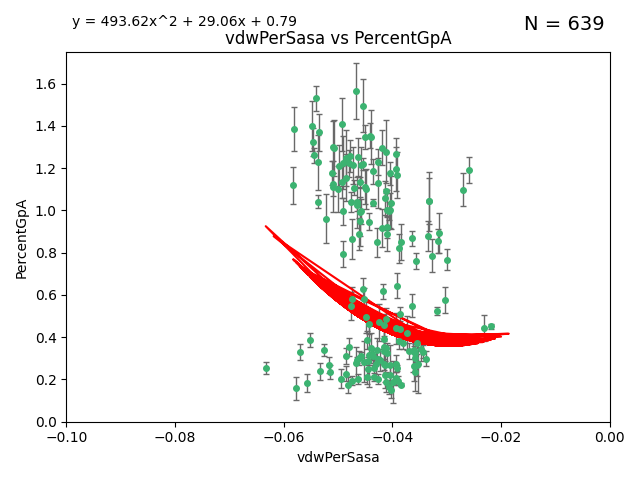 y = 493.62x^2 + 29.06x + 0.79
N = 639
vdwPerSasa vs PercentGpA
PercentGpA
1.6
1.4
1.2
1.0
0.8
0.6
0.4
0.2
0.0
−0.10 −0.08 −0.06 −0.04 −0.02 0.00
vdwPerSasa